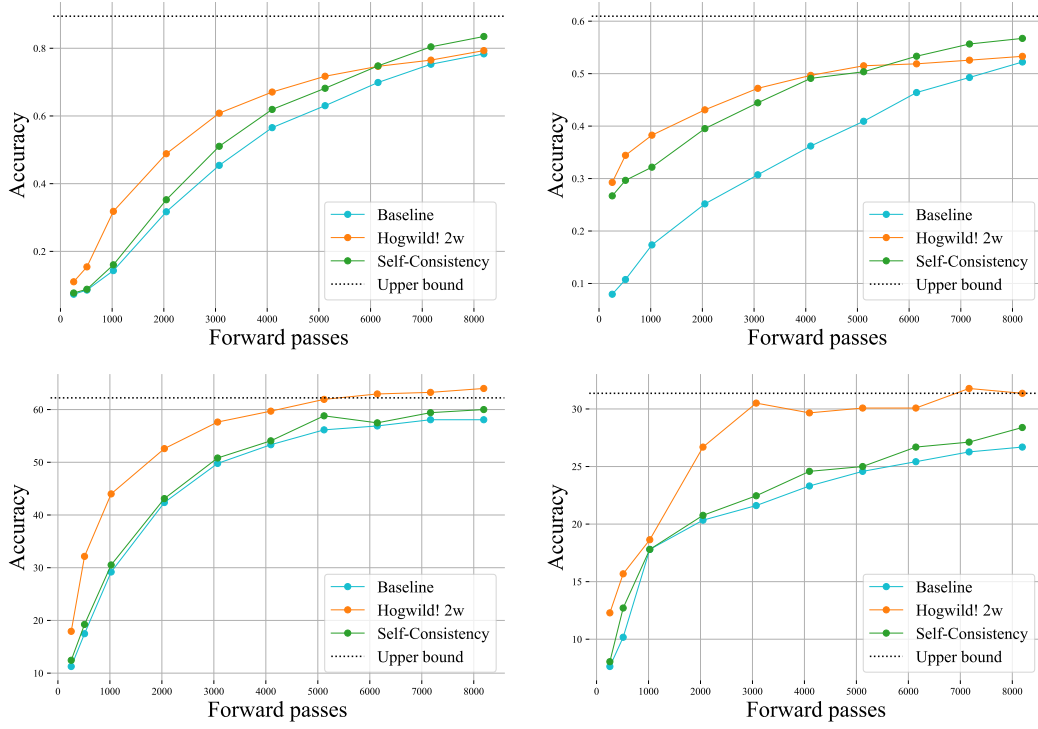 0.8
0.6
0.4
0.2
Accuracy
0 1000 2000 3000 4000 5000 6000 7000 8000
Forward passes
Baseline
Hogwild! 2w
Self-Consistency
Upper bound
0.6
0.5
0.4
0.3
0.2
0.1
Accuracy
0 1000 2000 3000 4000 5000 6000 7000 8000
Forward passes
Baseline
Hogwild! 2w
Self-Consistency
Upper bound
60
50
40
30
20
10
Accuracy
0 1000 2000 3000 4000 5000 6000 7000 8000
Forward passes
Baseline
Hogwild! 2w
Self-Consistency
Upper bound
30
25
20
15
10
Accuracy
0 1000 2000 3000 4000 5000 6000 7000 8000
Forward passes
Baseline
Hogwild! 2w
Self-Consistency
Upper bound